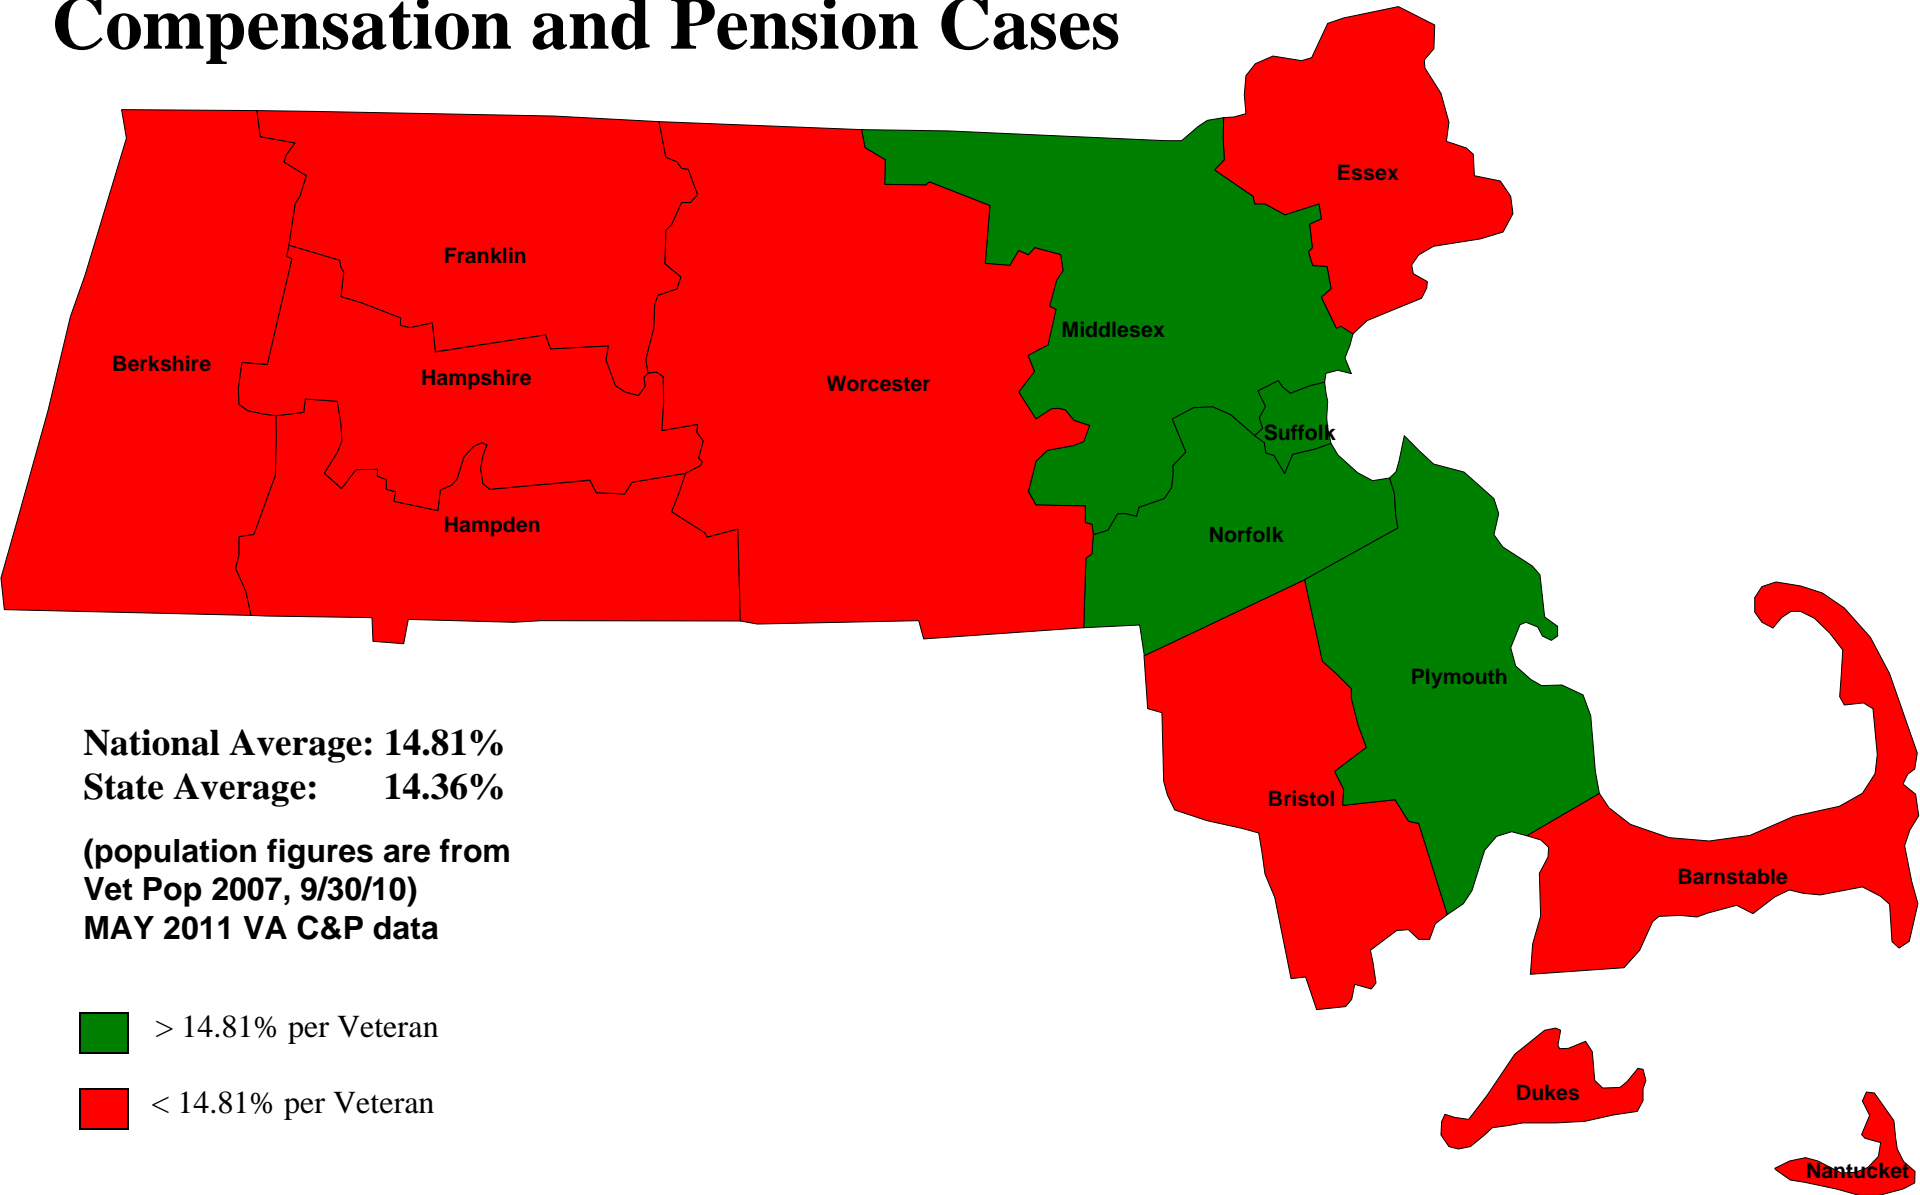 Compensation and Pension Cases
Essex
Franklin
Middlesex
Berkshire
Hampshire
Worcester
Suffolk
Hampden
Norfolk
Plymouth
National Average: 14.81%
State Average: 14.36%
Bristol
(population figures are from
Vet Pop 2007, 9/30/10)
MAY 2011 VA C&P data
Barnstable
> 14.81% per Veteran
< 14.81% per Veteran
Dukes
Nantucket